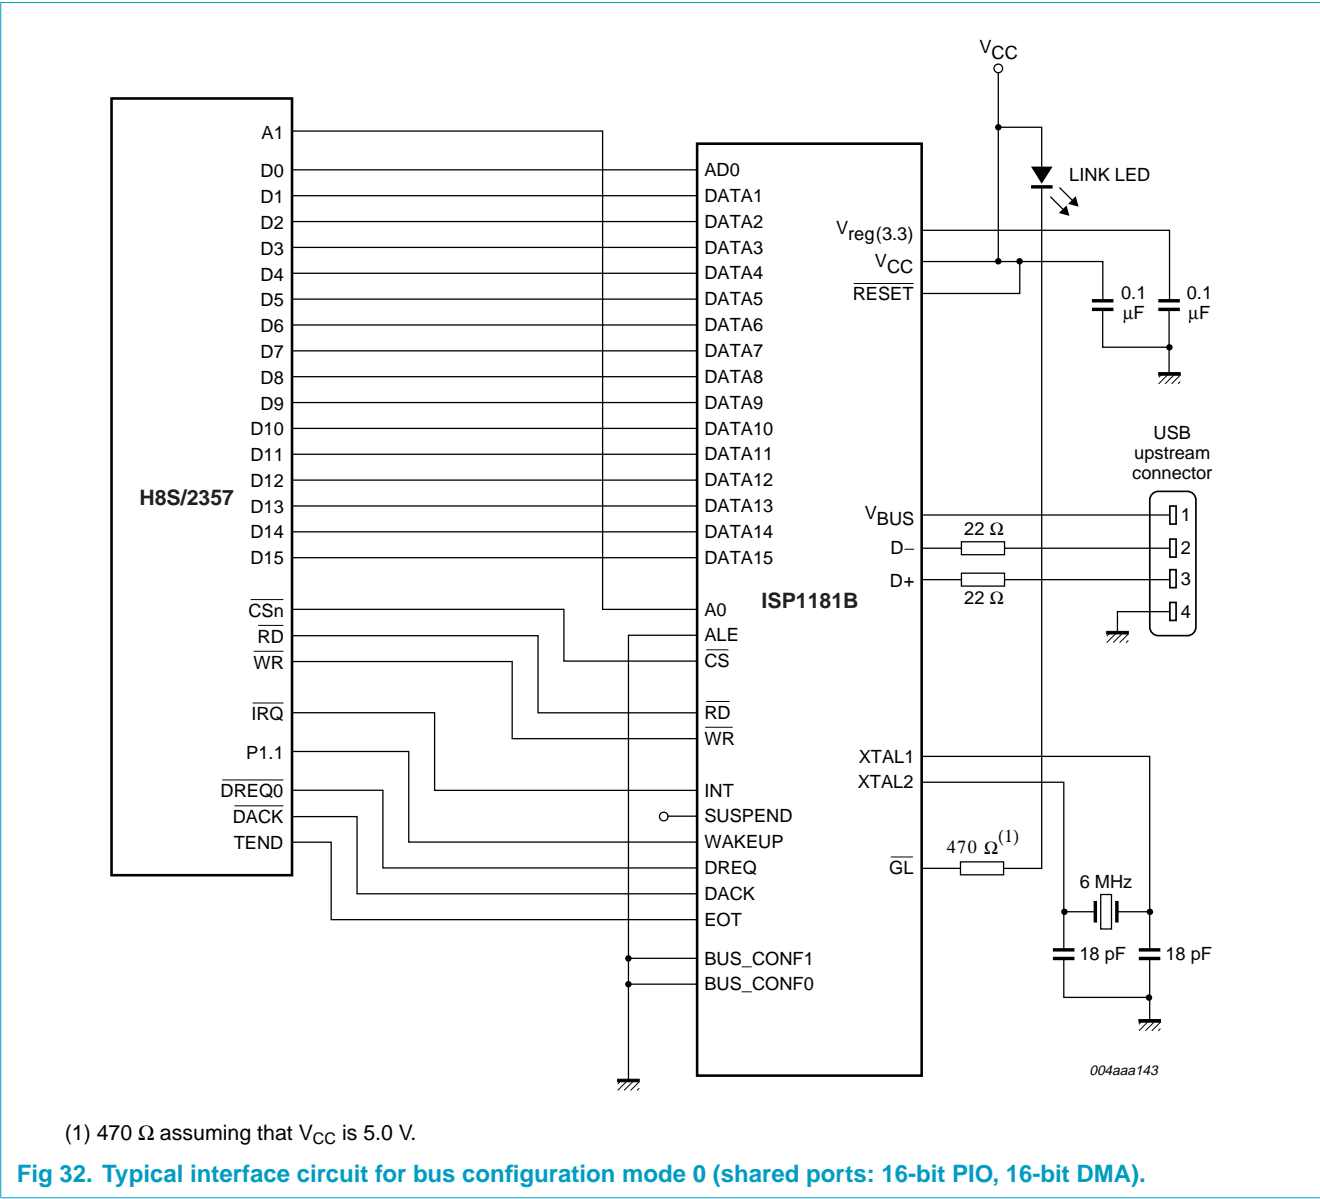 VCC
A1
D0
D1
D2
D3
D4
D5
D6
D7
D8
D9
D10
D11
D12
D13
D14
D15
H8S/2357
CSn
RD
WR
IRQ
P1.1
DREQ0
DACK
TEND
AD0
DATA1
DATA2
DATA3
DATA4
DATA5
DATA6
DATA7
DATA8
DATA9
DATA10
DATA11
DATA12
DATA13
DATA14
DATA15
ISP1181B
A0
ALE
CS
RD
WR
INT
SUSPEND
WAKEUP
DREQ
DACK
EOT
BUS_CONF1
BUS_CONF0
Vreg(3.3)
VCC
RESET
VBUS
D−
D+
XTAL1
XTAL2
GL
LINK LED
0.1
µF
0.1
µF
USB
upstream
connector
1
2
3
4
22 Ω
22 Ω
470 Ω(1)
6 MHz
18 pF
18 pF
004aaa143
(1) 470 Ω assuming that VCC is 5.0 V.
Fig 32. Typical interface circuit for bus configuration mode 0 (shared ports: 16-bit PIO, 16-bit DMA).